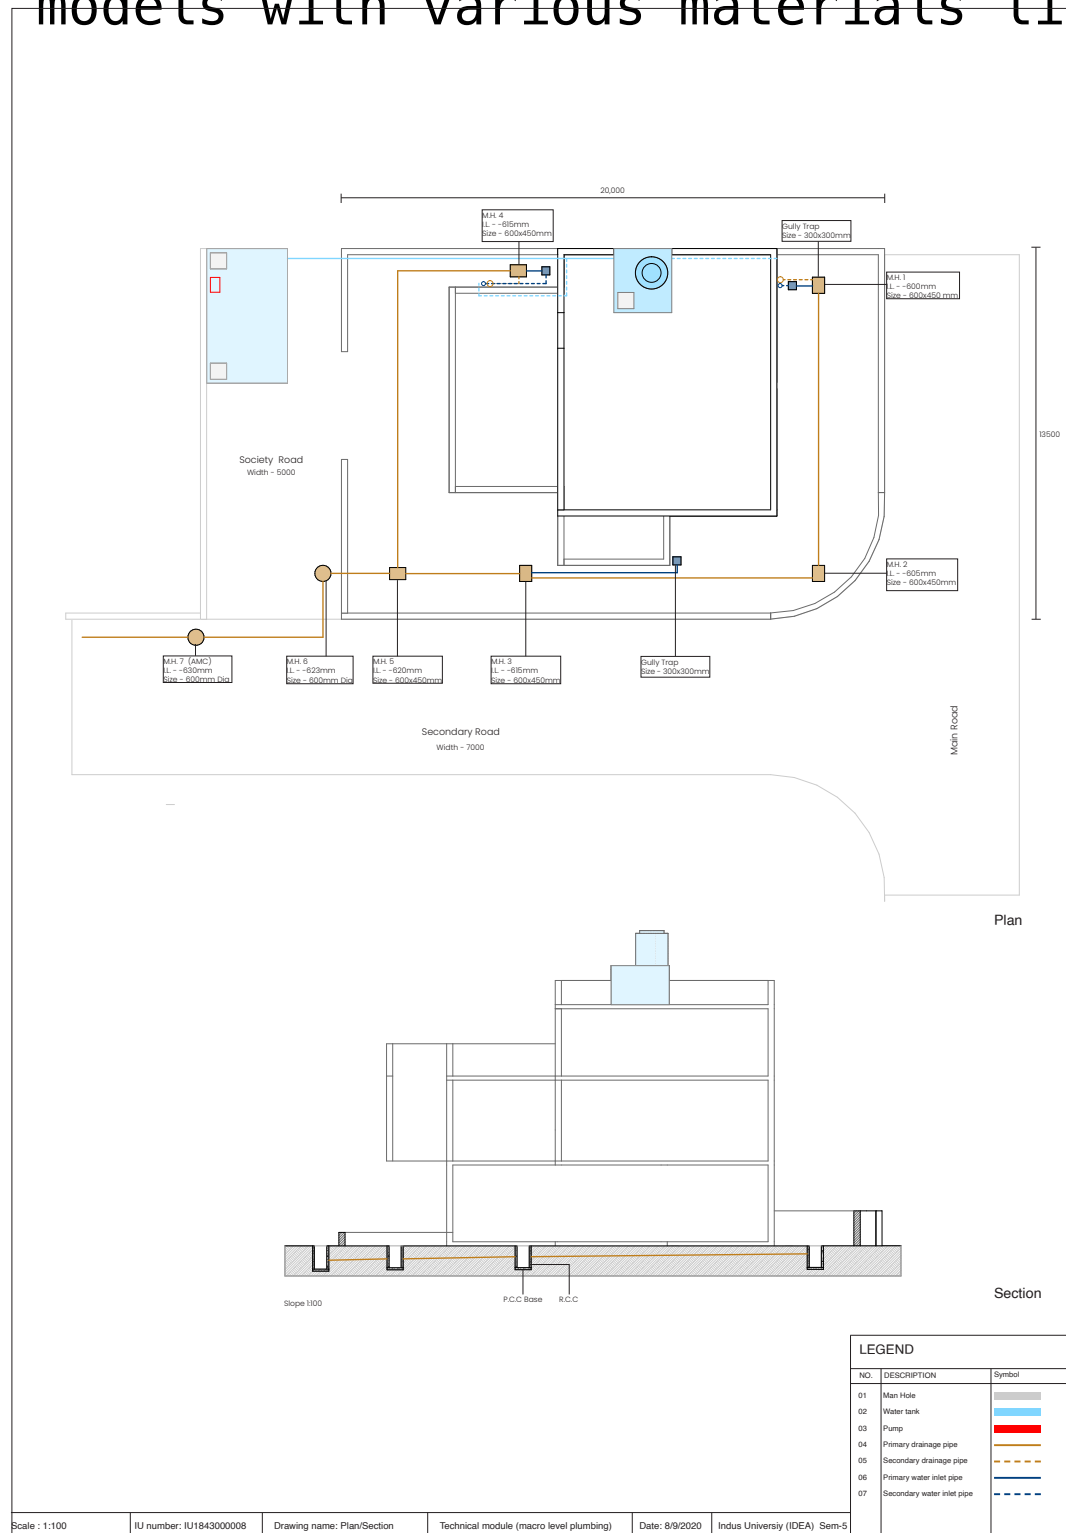 models with various materials li
20,000
M.H. 4
I.L - -615mm
Size - 600x450mm
Gully Trap
Size - 300x300mm
M.H. 1
I.L - -600mm
Size - 600x450 mm
13500
Society Road
Width - 5000
M.H. 2
I.L - -605mm
Size - 600x450mm
M.H. 7 (AMC)
I.L - -630mm
Size - 600mm Dia
M.H. 6
I.L - -623mm
Size - 600mm Dia
M.H. 5
I.L - -620mm
Size - 600x450mm
M.H. 3
I.L - -615mm
Size - 600x450mm
Gully Trap
Size - 300x300mm
Secondary Road
Width - 7000
Main Road
Plan
P.C.C Base
R.C.C
Slope 1:100
Section
LEGEND
NO. DESCRIPTION Symbol
01 Man Hole
02 Water tank
03 Pump
04 Primary drainage pipe
05 Secondary drainage pipe
06 Primary water inlet pipe
07 Secondary water inlet pipe
Scale : 1:100 IU number: IU1843000008 Drawing name: Plan/Section Technical module (macro level plumbing) Date: 8/9/2020 Indus Universiy (IDEA) Sem-5